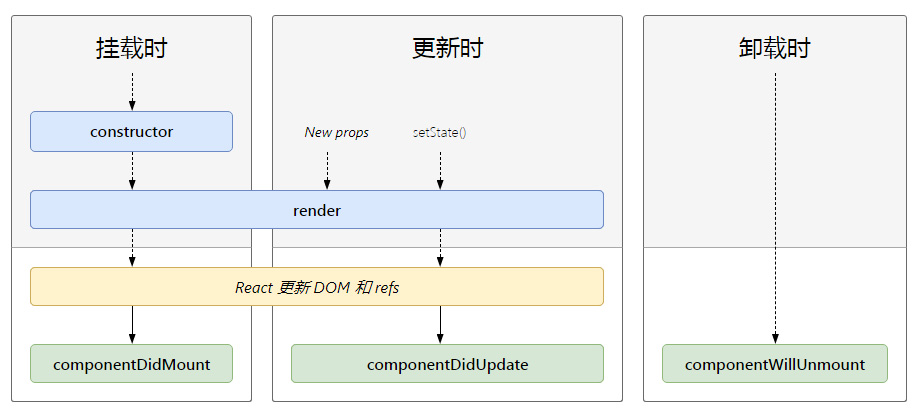 挂载时
更新时
卸载时
constructor
New props
setState()
render
React 更新 DOM 和 refs
componentDidMount
componentDidUpdate
componentWillUnmount